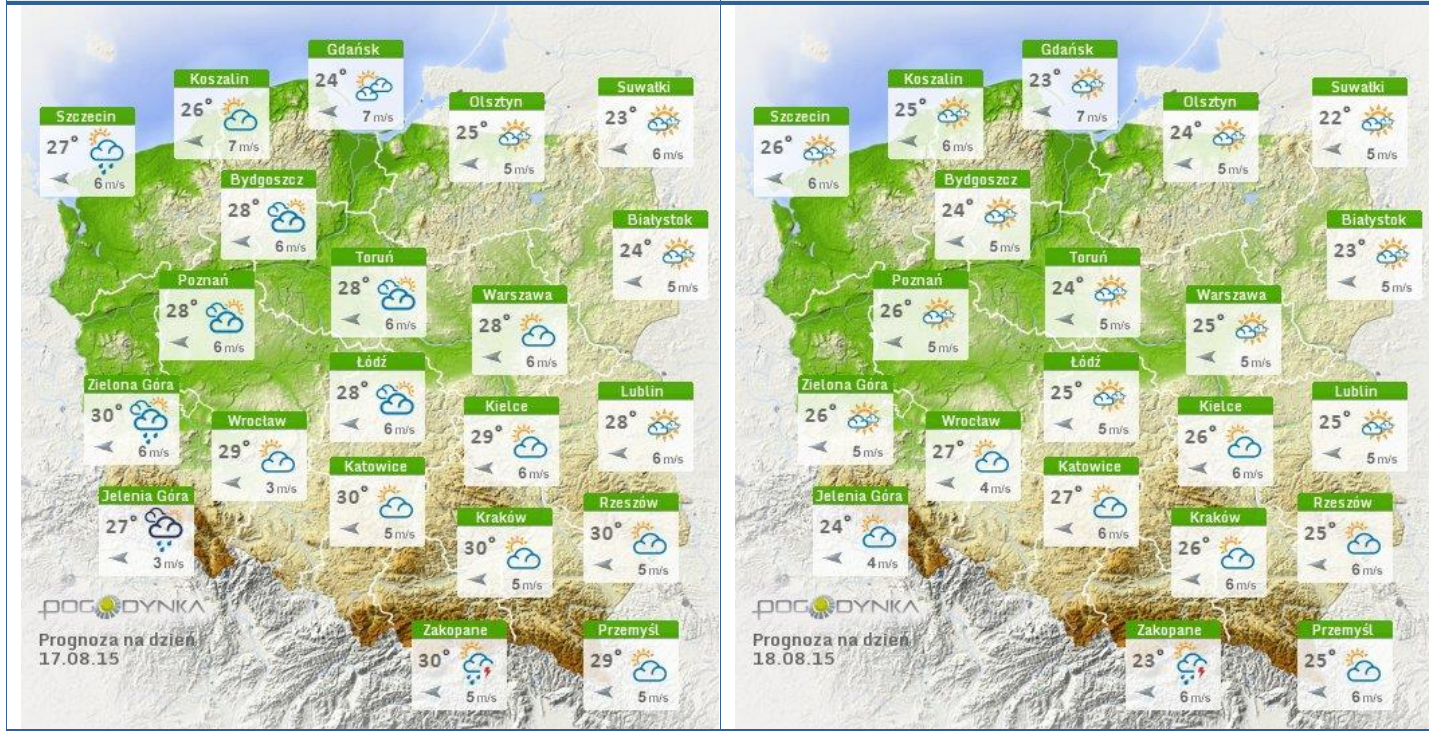 Gdańsk
24°
7 m/s
Koszalin
26°
7 m/s
Suwałki
23°
6 m/s
Olsztyn
25°
5 m/s
Szczecin
27°
6 m/s
Bydgoszcz
28°
6 m/s
Białystok
24°
5 m/s
Toruń
28°
6 m/s
Poznań
28°
6 m/s
Warszawa
28°
6 m/s
Łódź
28°
6 m/s
Zielona Góra
30°
6 m/s
Lublin
28°
6 m/s
Kielce
29°
6 m/s
Wrocław
29°
3 m/s
Katowice
30°
5 m/s
Jelenia Góra
27°
3 m/s
Rzeszów
30°
5 m/s
Kraków
30°
5 m/s
POGODYNKA
Prognoza na dzień
17.08.15
Zakopane
30°
5 m/s
Przemyśl
29°
5 m/s
Gdańsk
23°
7 m/s
Koszalin
25°
6 m/s
Suwałki
22°
5 m/s
Olsztyn
24°
5 m/s
Szczecin
26°
6 m/s
Bydgoszcz
24°
5 m/s
Białystok
23°
5 m/s
Toruń
24°
5 m/s
Poznań
26°
5 m/s
Warszawa
25°
5 m/s
Łódź
25°
5 m/s
Zielona Góra
26°
5 m/s
Lublin
25°
5 m/s
Kielce
26°
6 m/s
Wrocław
27°
4 m/s
Katowice
27°
6 m/s
Jelenia Góra
24°
4 m/s
Rzeszów
25°
6 m/s
Kraków
26°
6 m/s
POGODYNKA
Prognoza na dzień
18.08.15
Zakopane
23°
6 m/s
Przemyśl
25°
6 m/s